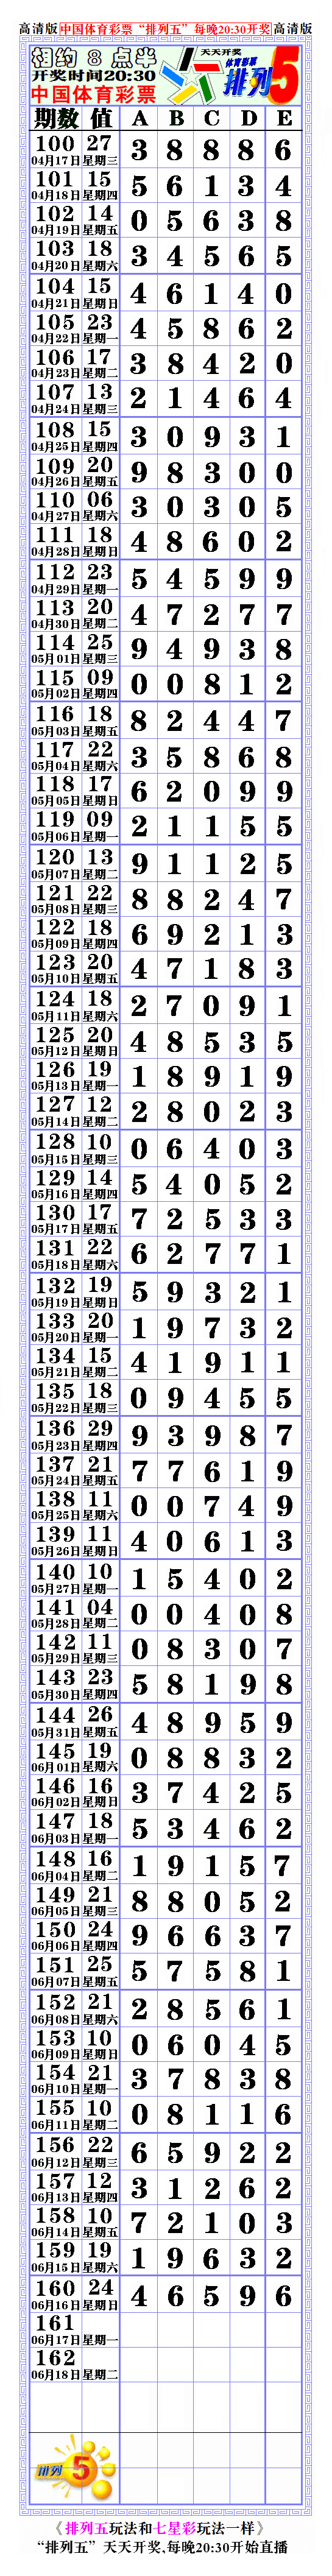 高清版 中国体育彩票“排列五”每晚20:30开奖 高清版
相约 8 点半 天天开奖
开奖时间20:30 体育彩票
中国体育彩票 排列5
期数 值 A B C D E
100 27 3 8 8 8 6
04月17日 星期三
101 15 5 6 1 3 4
04月18日 星期四
102 14 0 5 6 3 8
04月19日 星期五
103 18 3 4 5 6 5
04月20日 星期六
104 15 4 6 1 4 0
04月21日 星期日
105 23 4 5 8 6 2
04月22日 星期一
106 17 3 8 4 2 0
04月23日 星期二
107 13 2 1 4 6 4
04月24日 星期三
108 15 3 0 9 3 1
04月25日 星期四
109 20 9 8 3 0 0
04月26日 星期五
110 06 3 0 3 0 5
04月27日 星期六
111 18 4 8 6 0 2
04月28日 星期日
112 23 5 4 5 9 9
04月29日 星期一
113 20 4 7 2 7 7
04月30日 星期二
114 25 9 4 9 3 8
05月01日 星期三
115 09 0 0 8 1 2
05月02日 星期四
116 18 8 2 4 4 7
05月03日 星期五
117 22 3 5 8 6 8
05月04日 星期六
118 17 6 2 0 9 9
05月05日 星期日
119 09 2 1 1 5 5
05月06日 星期一
120 13 9 1 1 2 5
05月07日 星期二
121 22 8 8 2 4 7
05月08日 星期三
122 18 6 9 2 1 3
05月09日 星期四
123 20 4 7 1 8 3
05月10日 星期五
124 18 2 7 0 9 1
05月11日 星期六
125 20 4 8 5 3 5
05月12日 星期日
126 19 1 8 9 1 9
05月13日 星期一
127 12 2 8 0 2 3
05月14日 星期二
128 10 0 6 4 0 3
05月15日 星期三
129 14 5 4 0 5 2
05月16日 星期四
130 17 7 2 5 3 3
05月17日 星期五
131 22 6 2 7 7 1
05月18日 星期六
132 19 5 9 3 2 1
05月19日 星期日
133 20 1 9 7 3 2
05月20日 星期一
134 15 4 1 9 1 1
05月21日 星期二
135 18 0 9 4 5 5
05月22日 星期三
136 29 9 3 9 8 7
05月23日 星期四
137 21 7 7 6 1 9
05月24日 星期五
138 11 0 0 7 4 9
05月25日 星期六
139 11 4 0 6 1 3
05月26日 星期日
140 10 1 5 4 0 2
05月27日 星期一
141 04 0 0 4 0 8
05月28日 星期二
142 11 0 8 3 0 7
05月29日 星期三
143 23 5 8 1 9 8
05月30日 星期四
144 26 4 8 9 5 9
05月31日 星期五
145 19 0 8 8 3 2
06月01日 星期六
146 16 3 7 4 2 5
06月02日 星期日
147 18 5 3 4 6 2
06月03日 星期一
148 16 1 9 1 5 7
06月04日 星期二
149 21 8 8 0 5 2
06月05日 星期三
150 24 9 6 6 3 7
06月06日 星期四
151 25 5 7 5 8 1
06月07日 星期五
152 21 2 8 5 6 1
06月08日 星期六
153 10 0 6 0 4 5
06月09日 星期日
154 21 3 7 8 3 8
06月10日 星期一
155 10 0 8 1 1 6
06月11日 星期二
156 22 6 5 9 2 2
06月12日 星期三
157 12 3 1 2 6 2
06月13日 星期四
158 10 7 2 1 0 3
06月14日 星期五
159 19 1 9 6 3 2
06月15日 星期六
160 24 4 6 5 9 6
06月16日 星期日
161
06月17日 星期一
162
06月18日 星期二
排列5
《排列五玩法和七星彩玩法一样》
“排列五”天天开奖,每晚20:30开始直播